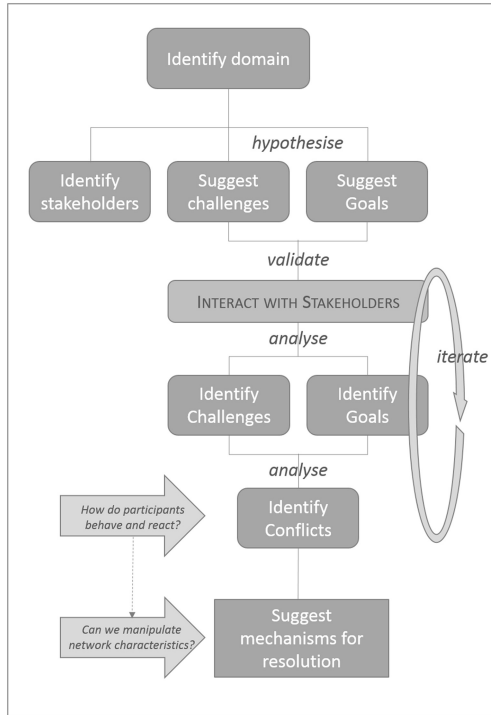 Identify domain
hypothesise
Identify
stakeholders
Suggest
challenges
Suggest
Goals
validate
INTERACT WITH STAKEHOLDERS
analyse
iterate
Identify
Challenges
Identify
Goals
analyse
How do participants
behave and react?
Identify
Conflicts
Can we manipulate
network characteristics?
Suggest
mechanisms for
resolution